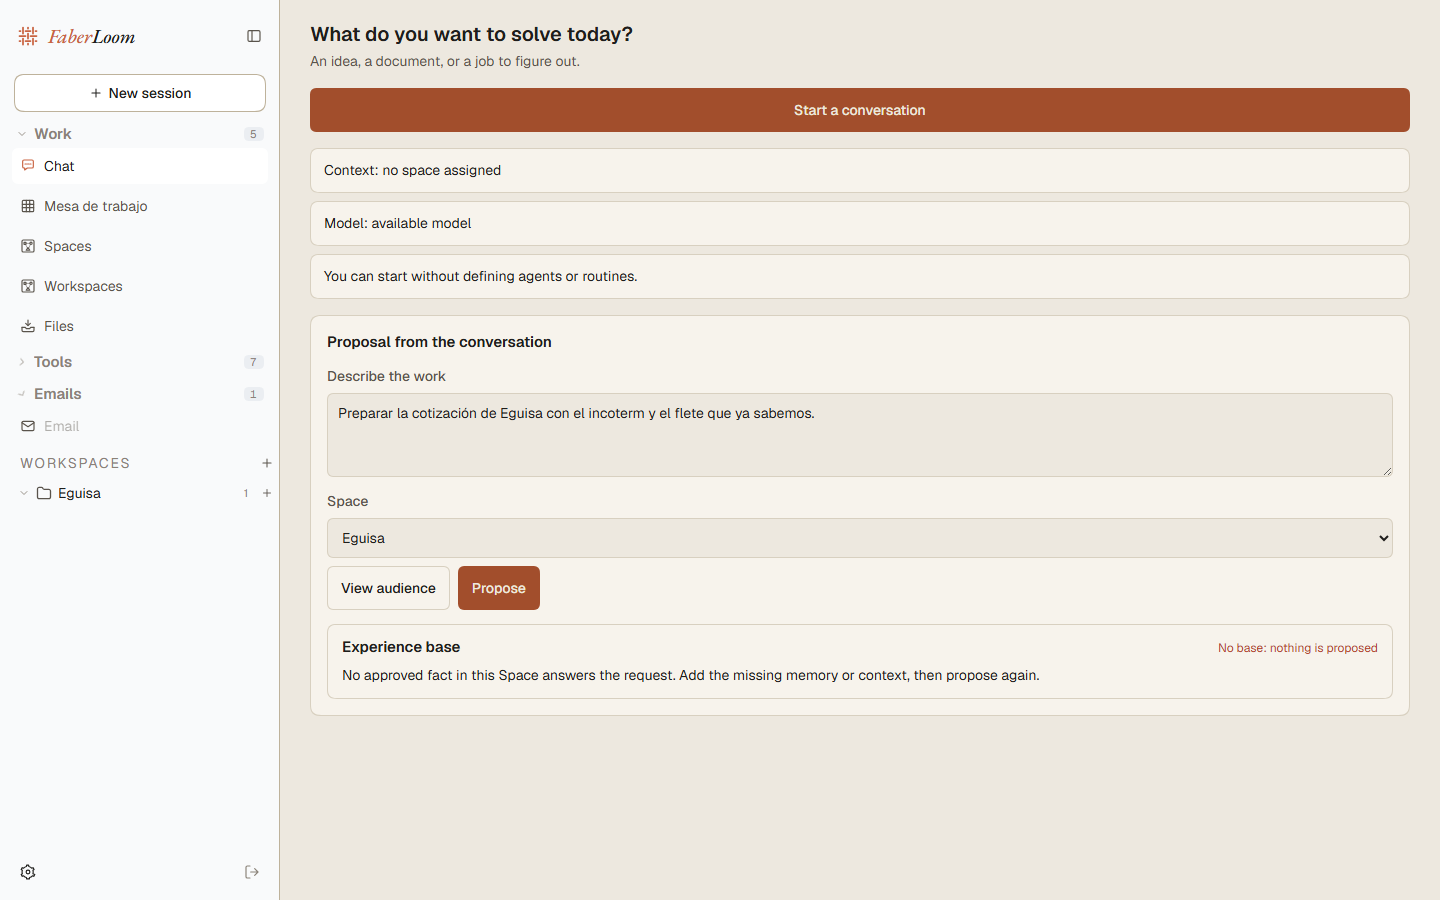 FaberLoom
New session
Work 5
Chat
Mesa de trabajo
Spaces
Workspaces
Files
Tools 7
Emails 1
Email
WORKSPACES
Eguisa 1
What do you want to solve today?
An idea, a document, or a job to figure out.
Start a conversation
Context: no space assigned
Model: available model
You can start without defining agents or routines.
Proposal from the conversation
Describe the work
Preparar la cotización de Eguisa con el incoterm y el flete que ya sabemos.
Space
Eguisa
View audience Propose
Experience base No base: nothing is proposed
No approved fact in this Space answers the request. Add the missing memory or context, then propose again.